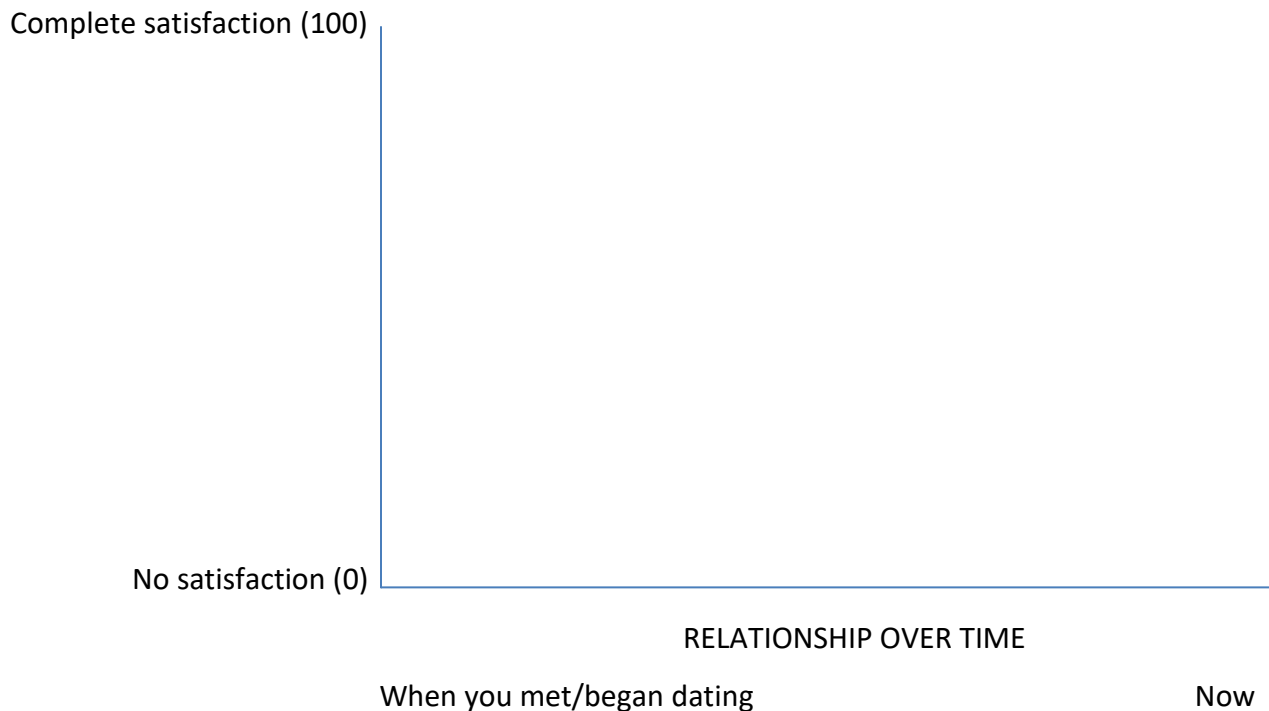 Complete satisfaction (100)
No satisfaction (0)
RELATIONSHIP OVER TIME
When you met/began dating Now